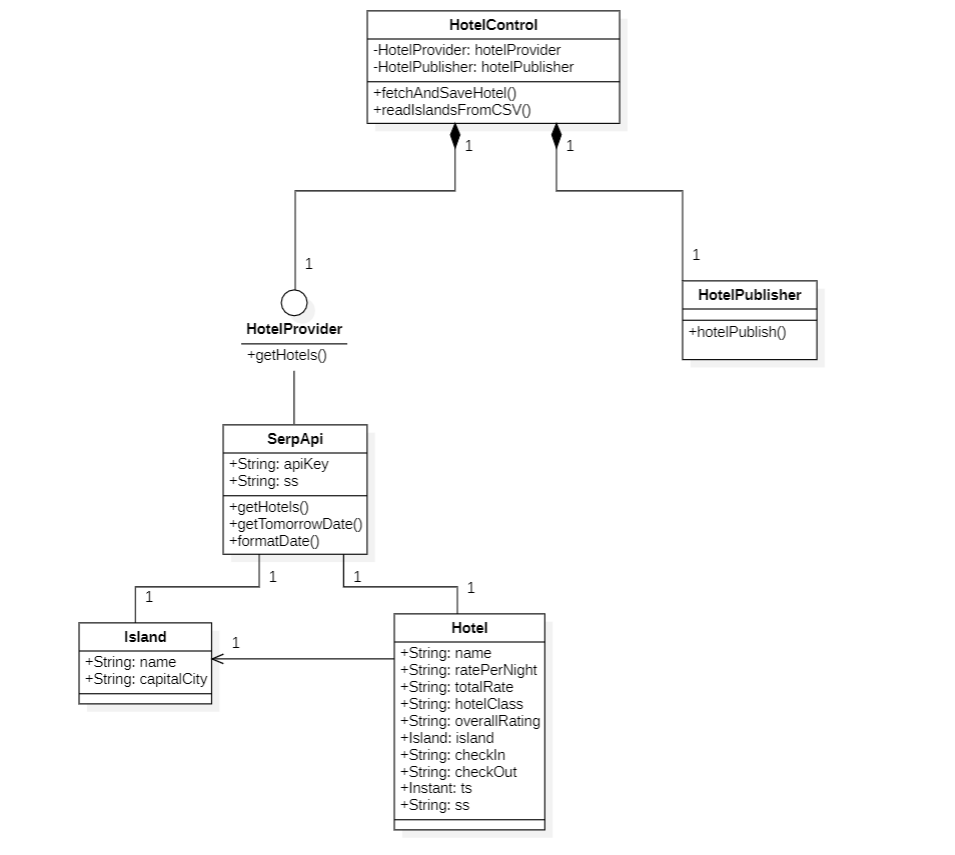 HotelControl
-HotelProvider: hotelProvider
-HotelPublisher: hotelPublisher
+fetchAndSaveHotel()
+readIslandsFromCSV()
1
1
1
1
HotelProvider
+getHotels()
HotelPublisher
+hotelPublish()
SerpApi
+String: apiKey
+String: ss
+getHotels()
+getTomorrowDate()
+formatDate()
1
1
1
1
Island
+String: name
+String: capitalCity
1
Hotel
+String: name
+String: ratePerNight
+String: totalRate
+String: hotelClass
+String: overallRating
+Island: island
+String: checkIn
+String: checkOut
+Instant: ts
+String: ss